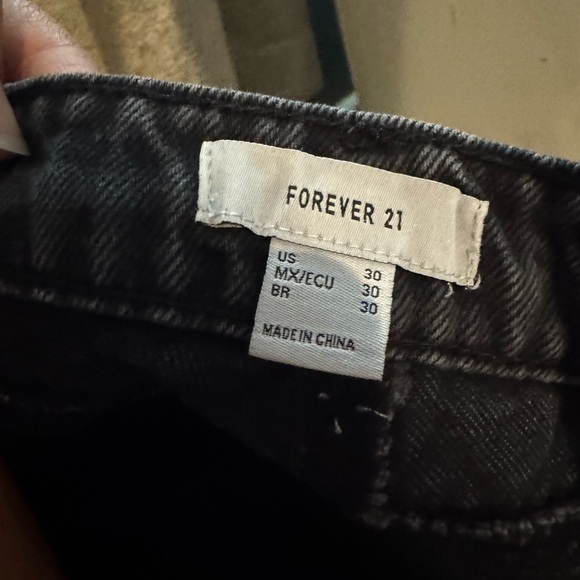 FOREVER 21
US 30
MX/ECU 30
BR 30
MADE IN CHINA